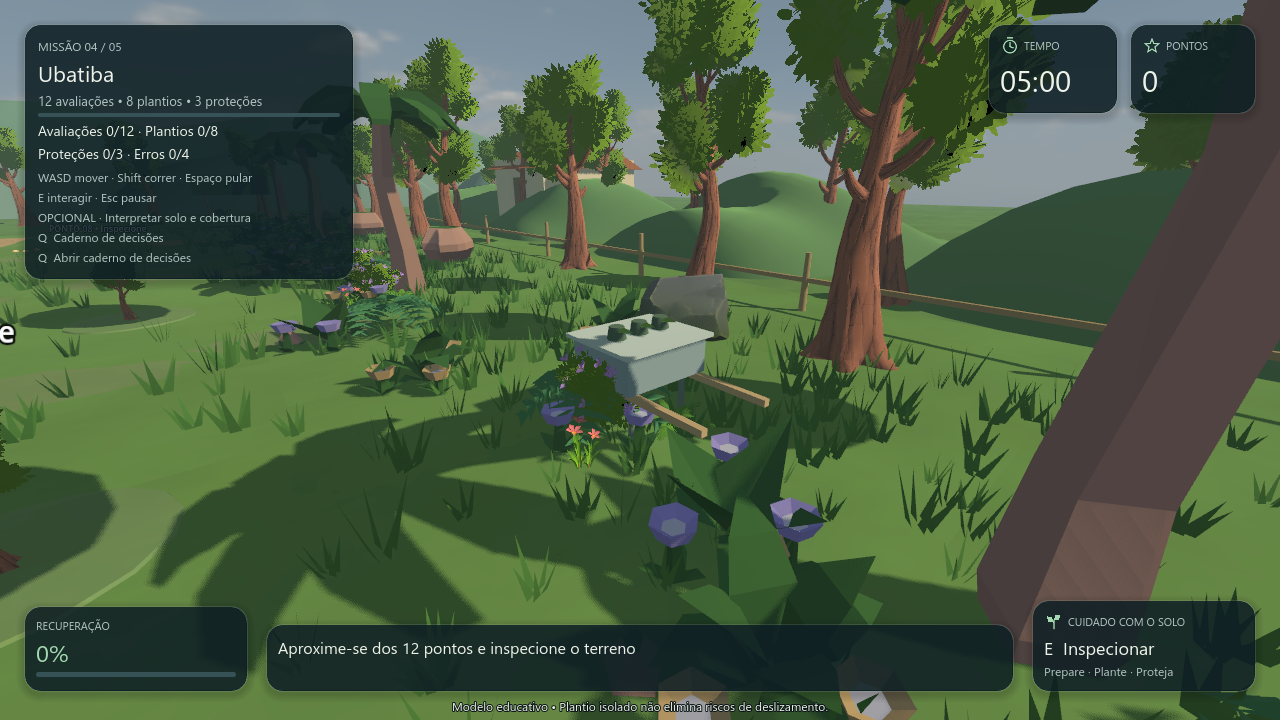 MISSÃO 04 / 05
Ubatiba
12 avaliações • 8 plantios • 3 proteções
Avaliações 0/12 · Plantios 0/8
Proteções 0/3 · Erros 0/4
WASD mover · Shift correr · Espaço pular
E interagir · Esc pausar
OPCIONAL · Interpretar solo e cobertura
Q Caderno de decisões
Q Abrir caderno de decisões
TEMPO
05:00
PONTOS
0
e
RECUPERAÇÃO
0%
Aproxime-se dos 12 pontos e inspecione o terreno
CUIDADO COM O SOLO
E Inspecionar
Prepare · Plante · Proteja
Modelo educativo • Plantio isolado não elimina riscos de deslizamento.